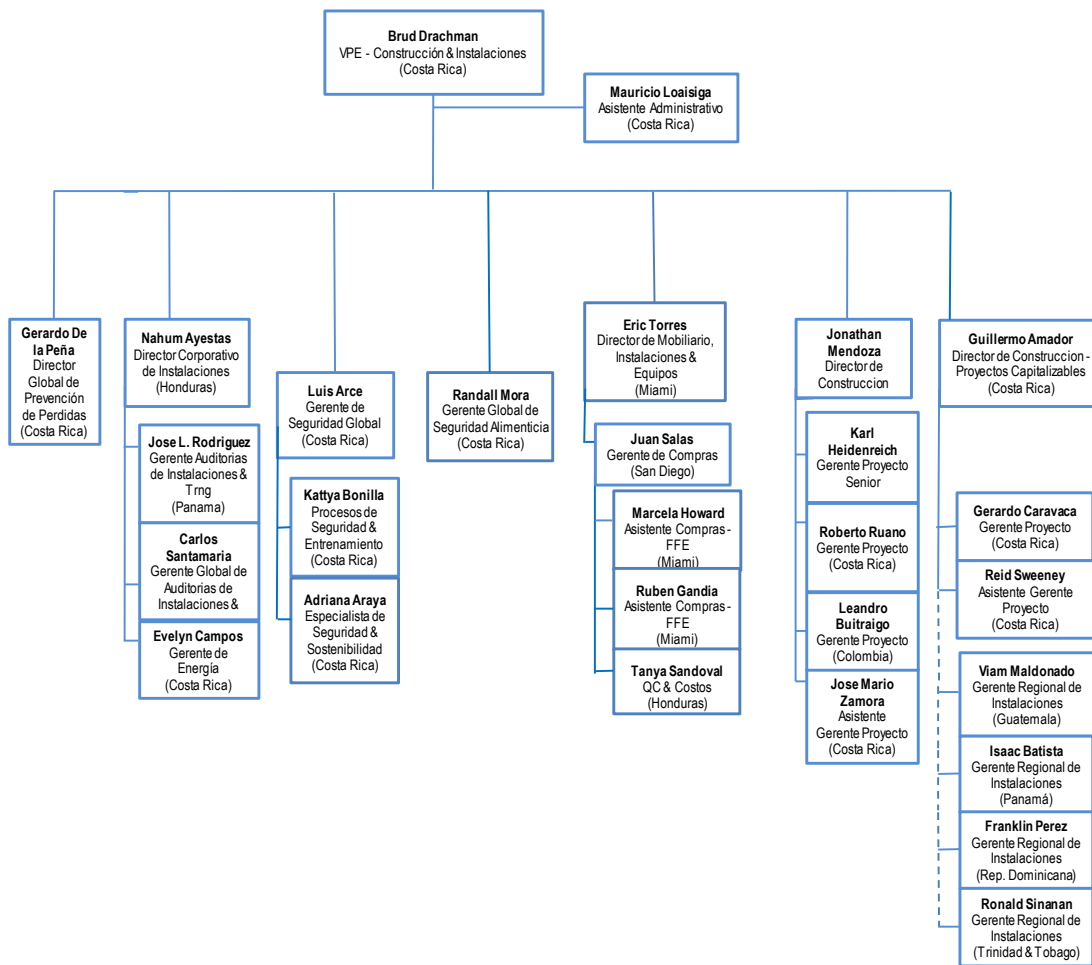 Brud Drachman
VPE - Construcción & Instalaciones
(Costa Rica)
Mauricio Loaisiga
Asistente Administrativo
(Costa Rica)
Gerardo De
la Peña
Director
Global de
Prevención
de Perdidas
(Costa Rica)
Nahum Ayestas
Director Corporativo
de Instalaciones
(Honduras)
Jose L. Rodriguez
Gerente Auditorias
de Instalaciones &
Trng
(Panama)
Carlos
Santamaria
Gerente Global de
Auditorias de
Instalaciones &
Evelyn Campos
Gerente de
Energía
(Costa Rica)
Luis Arce
Gerente de
Seguridad Global
(Costa Rica)
Kattya Bonilla
Procesos de
Seguridad &
Entrenamiento
(Costa Rica)
Adriana Araya
Especialista de
Seguridad &
Sostenibilidad
(Costa Rica)
Randall Mora
Gerente Global de
Seguridad Alimenticia
(Costa Rica)
Eric Torres
Director de Mobiliario,
Instalaciones &
Equipos
(Miami)
Juan Salas
Gerente de Compras
(San Diego)
Marcela Howard
Asistente Compras -
FFE
(Miami)
Ruben Gandia
Asistente Compras -
FFE
(Miami)
Tanya Sandoval
QC & Costos
(Honduras)
Jonathan
Mendoza
Director de
Construccion
Karl
Heidenreich
Gerente Proyecto
Senior
Roberto Ruano
Gerente Proyecto
(Costa Rica)
Leandro
Buitraigo
Gerente Proyecto
(Colombia)
Jose Mario
Zamora
Asistente
Gerente Proyecto
(Costa Rica)
Guillermo Amador
Director de Construccion -
Proyectos Capitalizables
(Costa Rica)
Gerardo Caravaca
Gerente Proyecto
(Costa Rica)
Reid Sweeney
Asistente Gerente
Proyecto
(Costa Rica)
Viam Maldonado
Gerente Regional de
Instalaciones
(Guatemala)
Isaac Batista
Gerente Regional de
Instalaciones
(Panamá)
Franklin Perez
Gerente Regional de
Instalaciones
(Rep. Dominicana)
Ronald Sinanan
Gerente Regional de
Instalaciones
(Trinidad & Tobago)